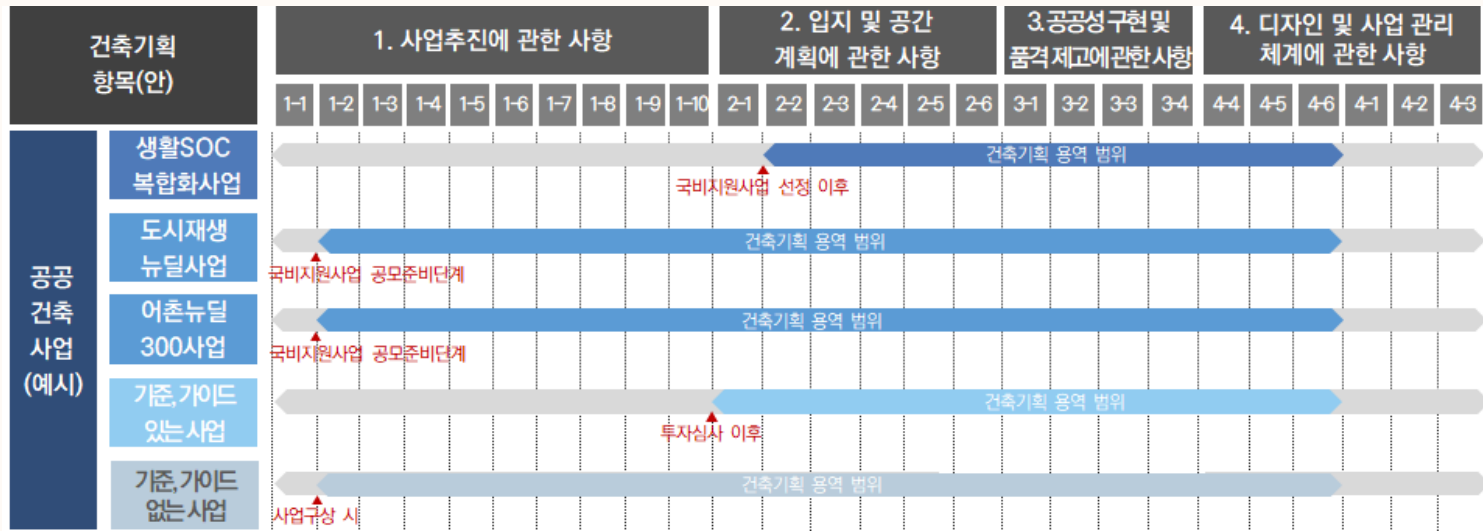 건축기획
항목(안)
1. 사업추진에 관한 사항
2. 입지 및 공간
계획에 관한 사항
3.공공성 구현 및
품격 제고에 관한 사항
4. 디자인 및 사업 관리
체계에 관한 사항
1-1 1-2 1-3 1-4 1-5 1-6 1-7 1-8 1-9 1-10 2-1 2-2 2-3 2-4 2-5 2-6 3-1 3-2 3-3 3-4 4-4 4-5 4-6 4-1 4-2 4-3
공공
건축
사업
(예시)
생활SOC
복합화사업
건축기획 용역 범위
국비지원사업 선정 이후
도시재생
뉴딜사업
건축기획 용역 범위
국비지원사업 공모준비단계
어촌뉴딜
300사업
건축기획 용역 범위
국비지원사업 공모준비단계
기준,가이드
있는 사업
건축기획 용역 범위
투자심사 이후
기준,가이드
없는 사업
건축기획 용역 범위
사업구상 시